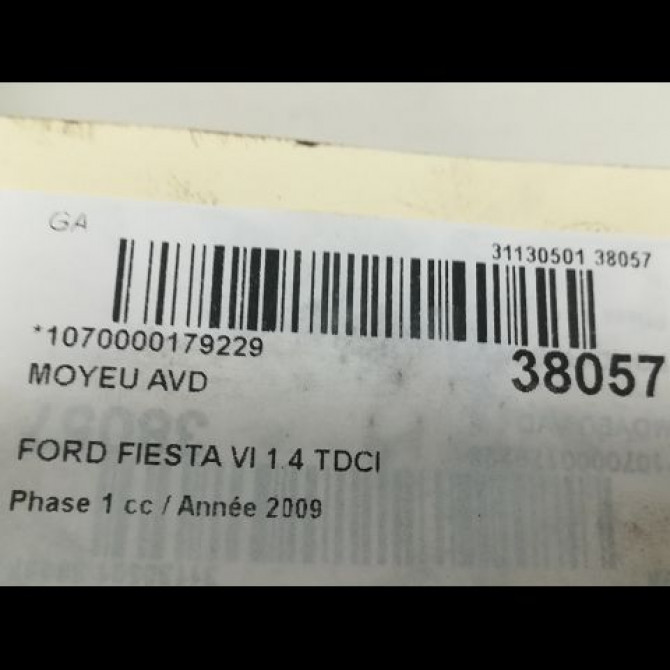 GA
31130501 38057
*1070000179229
38057
MOYEU AVD
FORD FIESTA VI 1.4 TDCI
Phase 1 cc / Année 2009